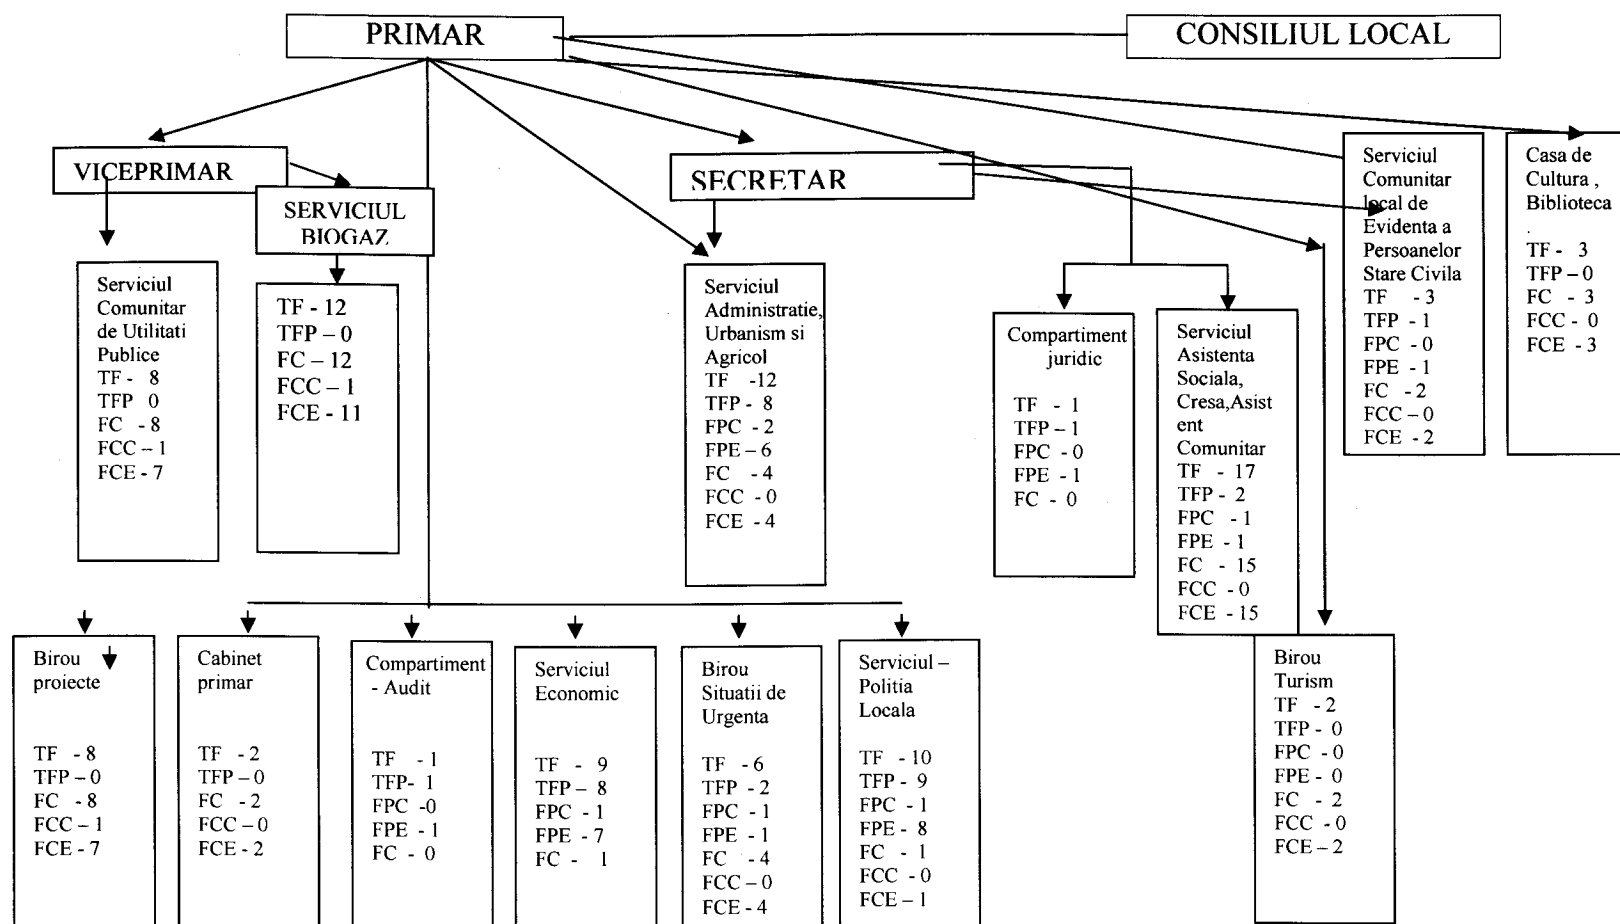 PRIMAR
CONSILIUL LOCAL
VICEPRIMAR
SERVICIUL
BIOGAZ
SECRETAR
Serviciul
Comunitar
local de
Evidenta a
Persoanelor
Stare Civila
TF - 3
TFP - 1
FPC - 0
FPE - 1
FC - 2
FCC – 0
FCE - 2
Casa de
Cultura ,
Biblioteca
.
TF - 3
TFP – 0
FC - 3
FCC - 0
FCE - 3
Serviciul
Comunitar
de Utilitati
Publice
TF - 8
TFP 0
FC - 8
FCC – 1
FCE - 7
TF - 12
TFP – 0
FC – 12
FCC – 1
FCE - 11
Serviciul
Administratie,
Urbanism si
Agricol
TF -12
TFP - 8
FPC - 2
FPE – 6
FC - 4
FCC - 0
FCE - 4
Compartiment
juridic
TF - 1
TFP – 1
FPC - 0
FPE - 1
FC - 0
Serviciul
Asistenta
Sociala,
Cresa,Asist
ent
Comunitar
TF - 17
TFP - 2
FPC - 1
FPE - 1
FC - 15
FCC - 0
FCE - 15
Birou
proiecte
TF - 8
TFP – 0
FC - 8
FCC – 1
FCE - 7
Cabinet
primar
TF - 2
TFP – 0
FC - 2
FCC – 0
FCE - 2
Compartiment
- Audit
TF - 1
TFP- 1
FPC -0
FPE - 1
FC - 0
Serviciul
Economic
TF - 9
TFP – 8
FPC - 1
FPE - 7
FC - 1
Birou
Situatii de
Urgenta
TF - 6
TFP - 2
FPC - 1
FPE - 1
FC - 4
FCC – 0
FCE - 4
Serviciul –
Politia
Locala
TF - 10
TFP - 9
FPC - 1
FPE - 8
FC - 1
FCC - 0
FCE – 1
Birou
Turism
TF - 2
TFP - 0
FPC - 0
FPE - 0
FC - 2
FCC - 0
FCE – 2